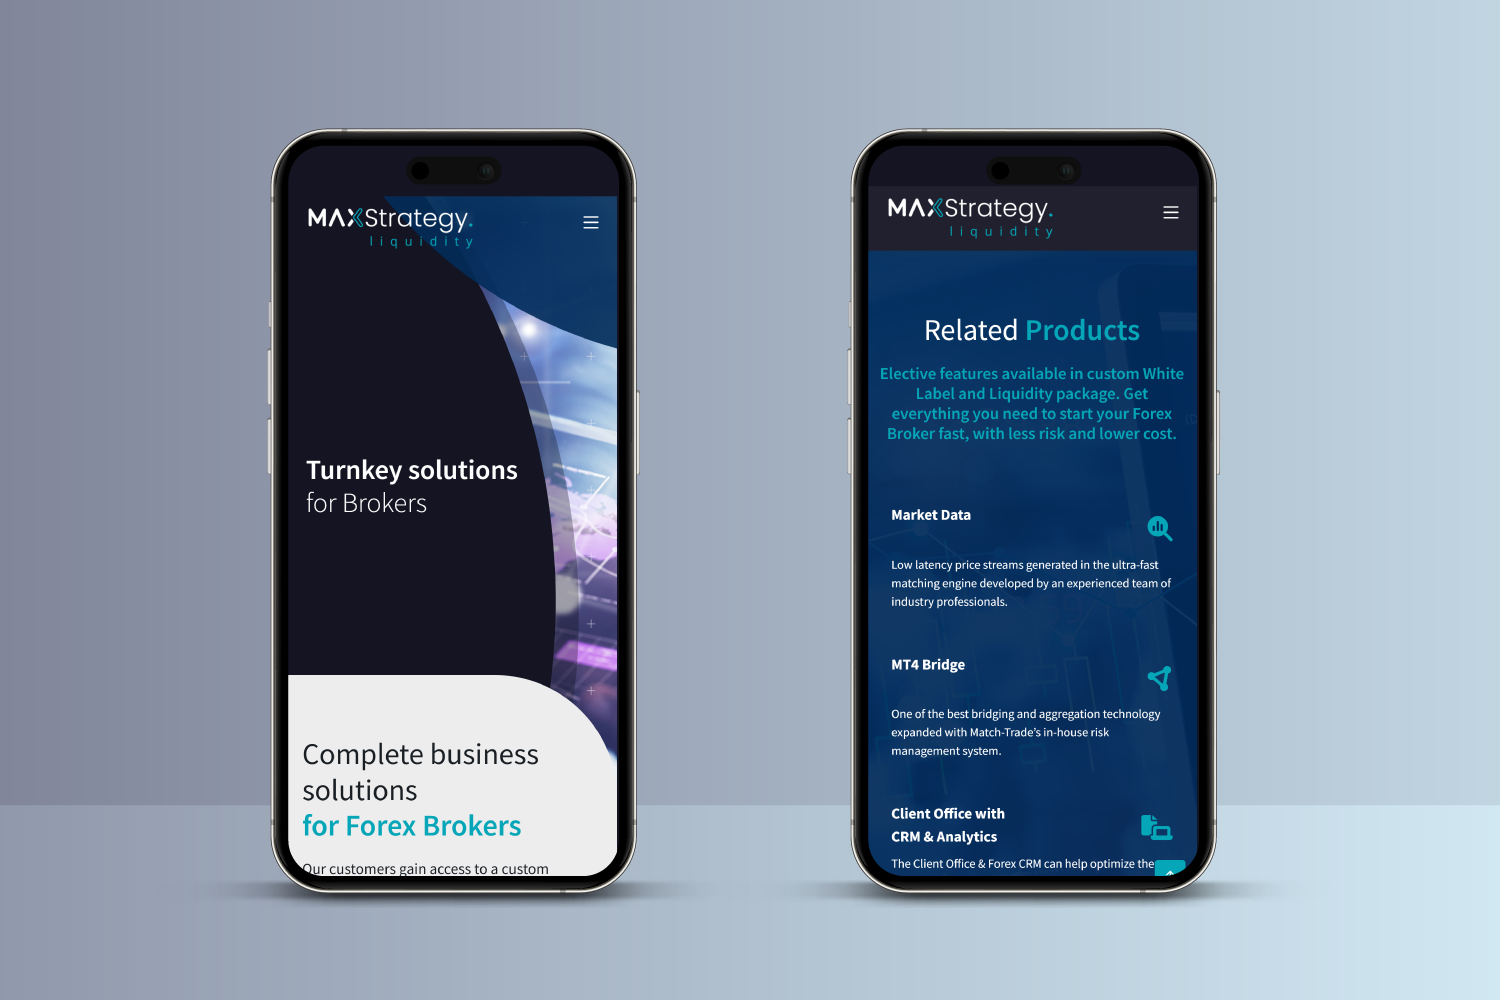 MAXStrategy.
liquidity
Turnkey solutions
for Brokers
Complete business
solutions
for Forex Brokers
Our customers gain access to a custom
MAXStrategy.
liquidity
Related Products
Elective features available in custom White
Label and Liquidity package. Get
everything you need to start your Forex
Broker fast, with less risk and lower cost.
Market Data
Low latency price streams generated in the ultra-fast
matching engine developed by an experienced team of
industry professionals.
MT4 Bridge
One of the best bridging and aggregation technology
expanded with Match-Trade’s in-house risk
management system.
Client Office with
CRM & Analytics
The Client Office & Forex CRM can help optimize the